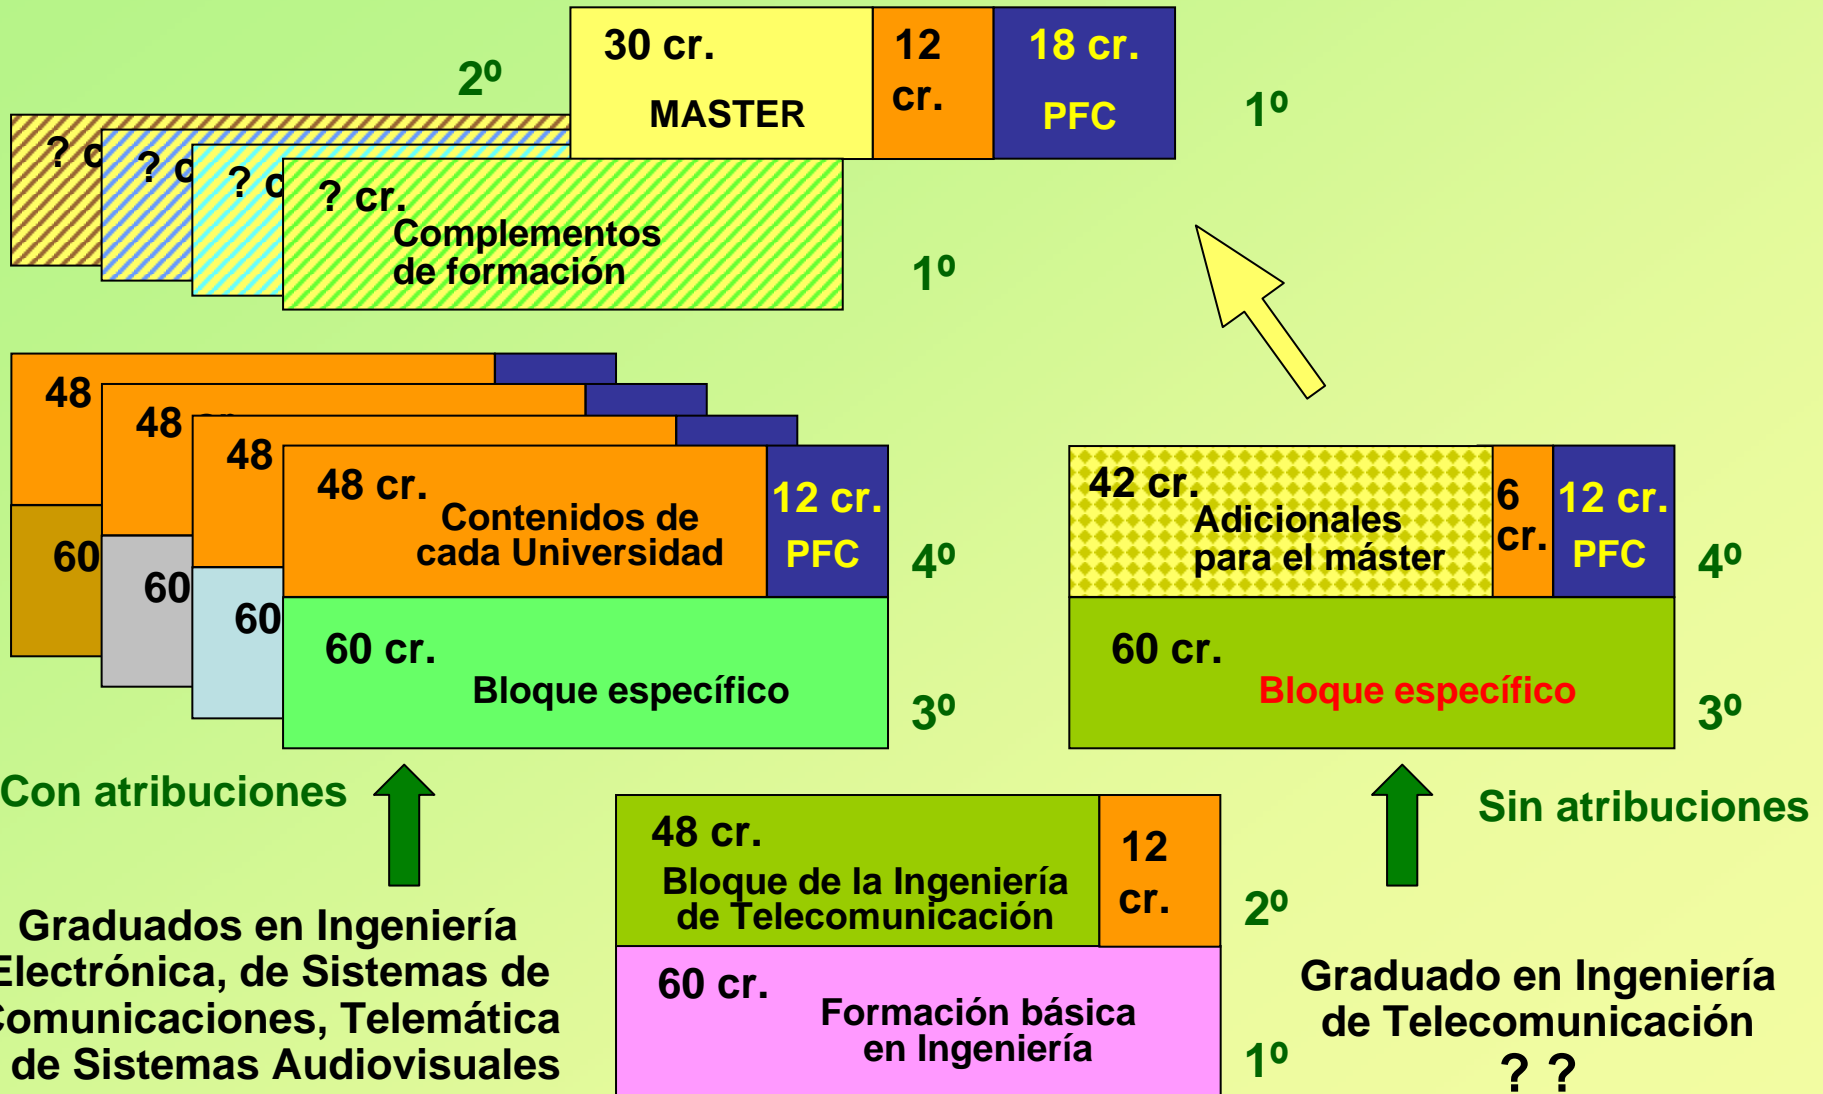 2º
30 cr.
MASTER
12
cr.
18 cr.
PFC
1º
? c
? c
? c
? cr.
Complementos
de formación
1º
48
48
48
48 cr.
Contenidos de
cada Universidad
12 cr.
PFC
4º
60
60
60
60 cr.
Bloque específico
3º
42 cr.
Adicionales
para el máster
6
cr.
12 cr.
PFC
4º
60 cr.
Bloque específico
3º
Con atribuciones
Sin atribuciones
48 cr.
Bloque de la Ingeniería
de Telecomunicación
12
cr.
2º
60 cr.
Formación básica
en Ingeniería
1º
Graduados en Ingeniería
Electrónica, de Sistemas de
Comunicaciones, Telemática
de Sistemas Audiovisuales
Graduado en Ingeniería
de Telecomunicación
? ?